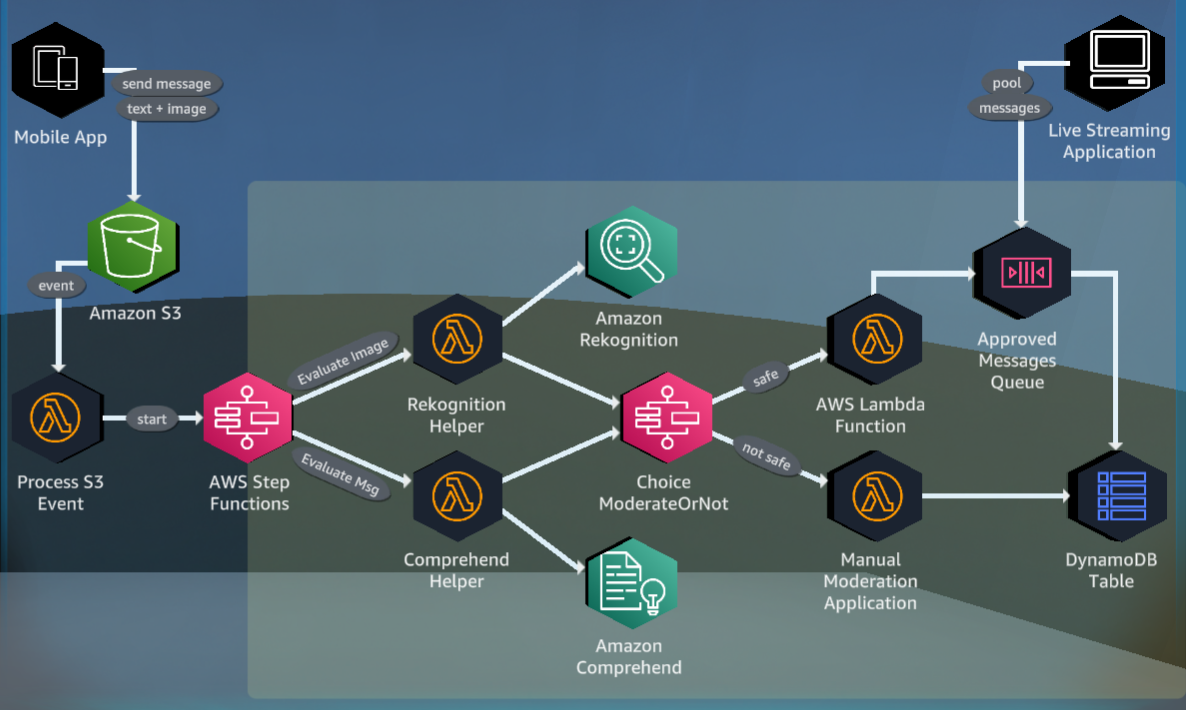 send message
text + image
Mobile App
pool
messages
Live Streaming
Application
event
Amazon S3
Amazon
Rekognition
Approved
Messages
Queue
Evaluate Image
safe
Rekognition
Helper
AWS Lambda
Function
start
not safe
Evaluate Msg
Process S3
Event
AWS Step
Functions
Choice
ModerateOrNot
Comprehend
Helper
Manual
Moderation
Application
DynamoDB
Table
Amazon
Comprehend